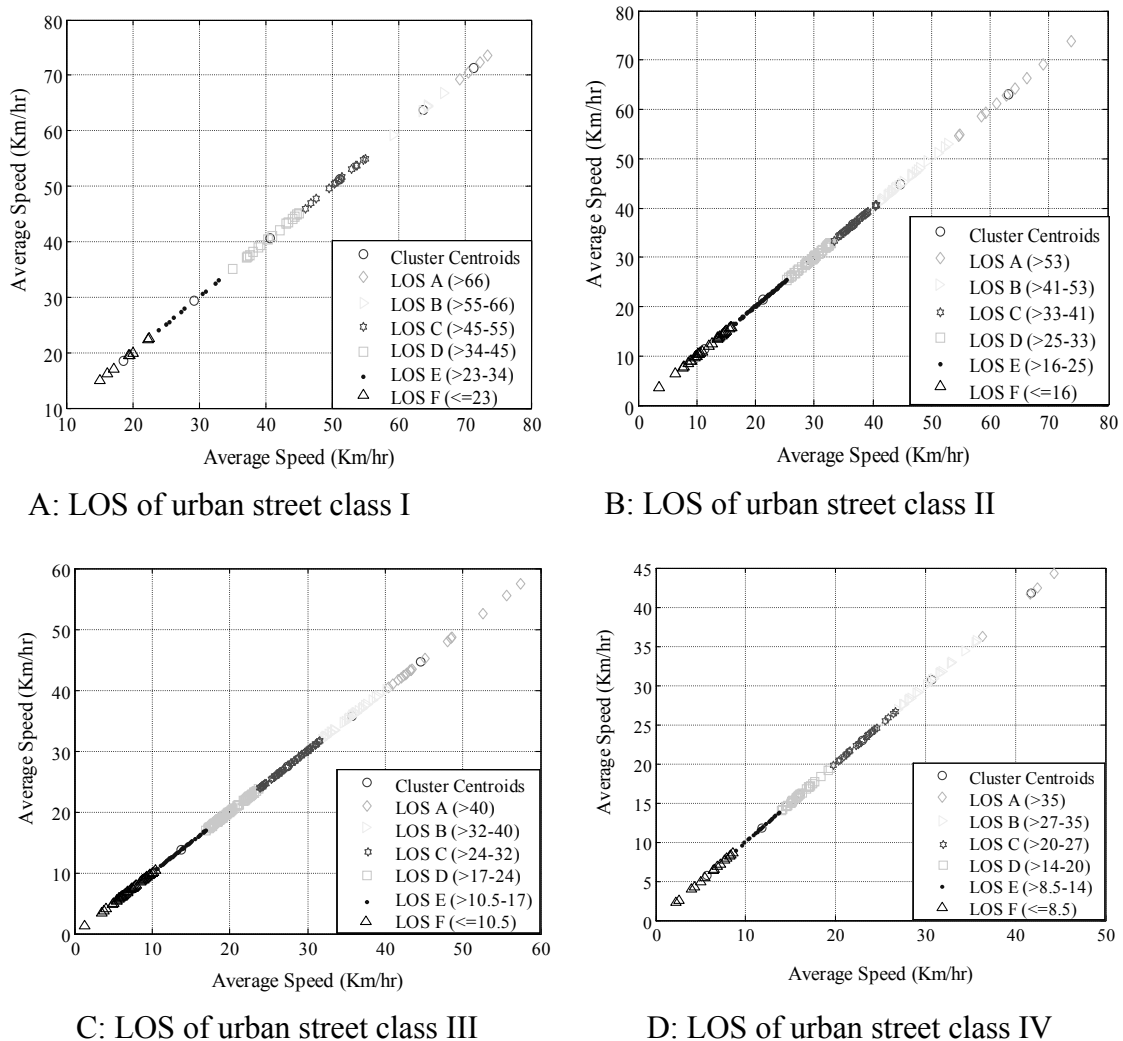 80
70
60
50
40
30
20
10
Average Speed (Km/hr)
Cluster Centroids
LOS A (>66)
LOS B (>55-66)
LOS C (>45-55)
LOS D (>34-45)
LOS E (>23-34)
LOS F (<=23)
10 20 30 40 50 60 70 80
Average Speed (Km/hr)
A: LOS of urban street class I
80
70
60
50
40
30
20
10
0
Average Speed (Km/hr)
Cluster Centroids
LOS A (>53)
LOS B (>41-53)
LOS C (>33-41)
LOS D (>25-33)
LOS E (>16-25)
LOS F (<=16)
0 10 20 30 40 50 60 70 80
Average Speed (Km/hr)
B: LOS of urban street class II
60
50
40
30
20
10
0
Average Speed (Km/hr)
Cluster Centroids
LOS A (>40)
LOS B (>32-40)
LOS C (>24-32)
LOS D (>17-24)
LOS E (>10.5-17)
LOS F (<=10.5)
0 10 20 30 40 50 60
Average Speed (Km/hr)
C: LOS of urban street class III
45
40
35
30
25
20
15
10
5
0
Average Speed (Km/hr)
Cluster Centroids
LOS A (>35)
LOS B (>27-35)
LOS C (>20-27)
LOS D (>14-20)
LOS E (>8.5-14)
LOS F (<=8.5)
0 10 20 30 40 50
Average Speed (Km/hr)
D: LOS of urban street class IV